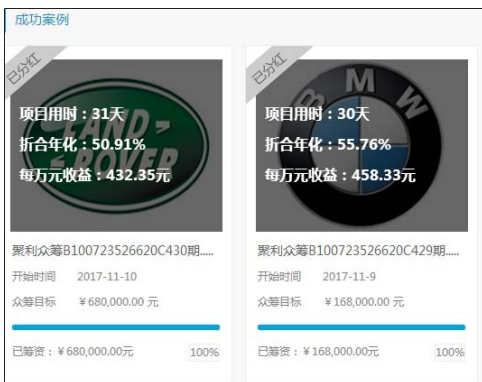 成功案例
已分红
LAND-
ROVER
项目用时：31天
折合年化：50.91%
每万元收益：432.35元
聚利众筹B100723526620C430期.....
开始时间 2017-11-10
众筹目标 ￥680,000.00 元
已筹资：￥680,000.00元 100%
已分红
BMW
项目用时：30天
折合年化：55.76%
每万元收益：458.33元
聚利众筹B100723526620C429期.....
开始时间 2017-11-9
众筹目标 ￥168,000.00 元
已筹资：￥168,000.00元 100%